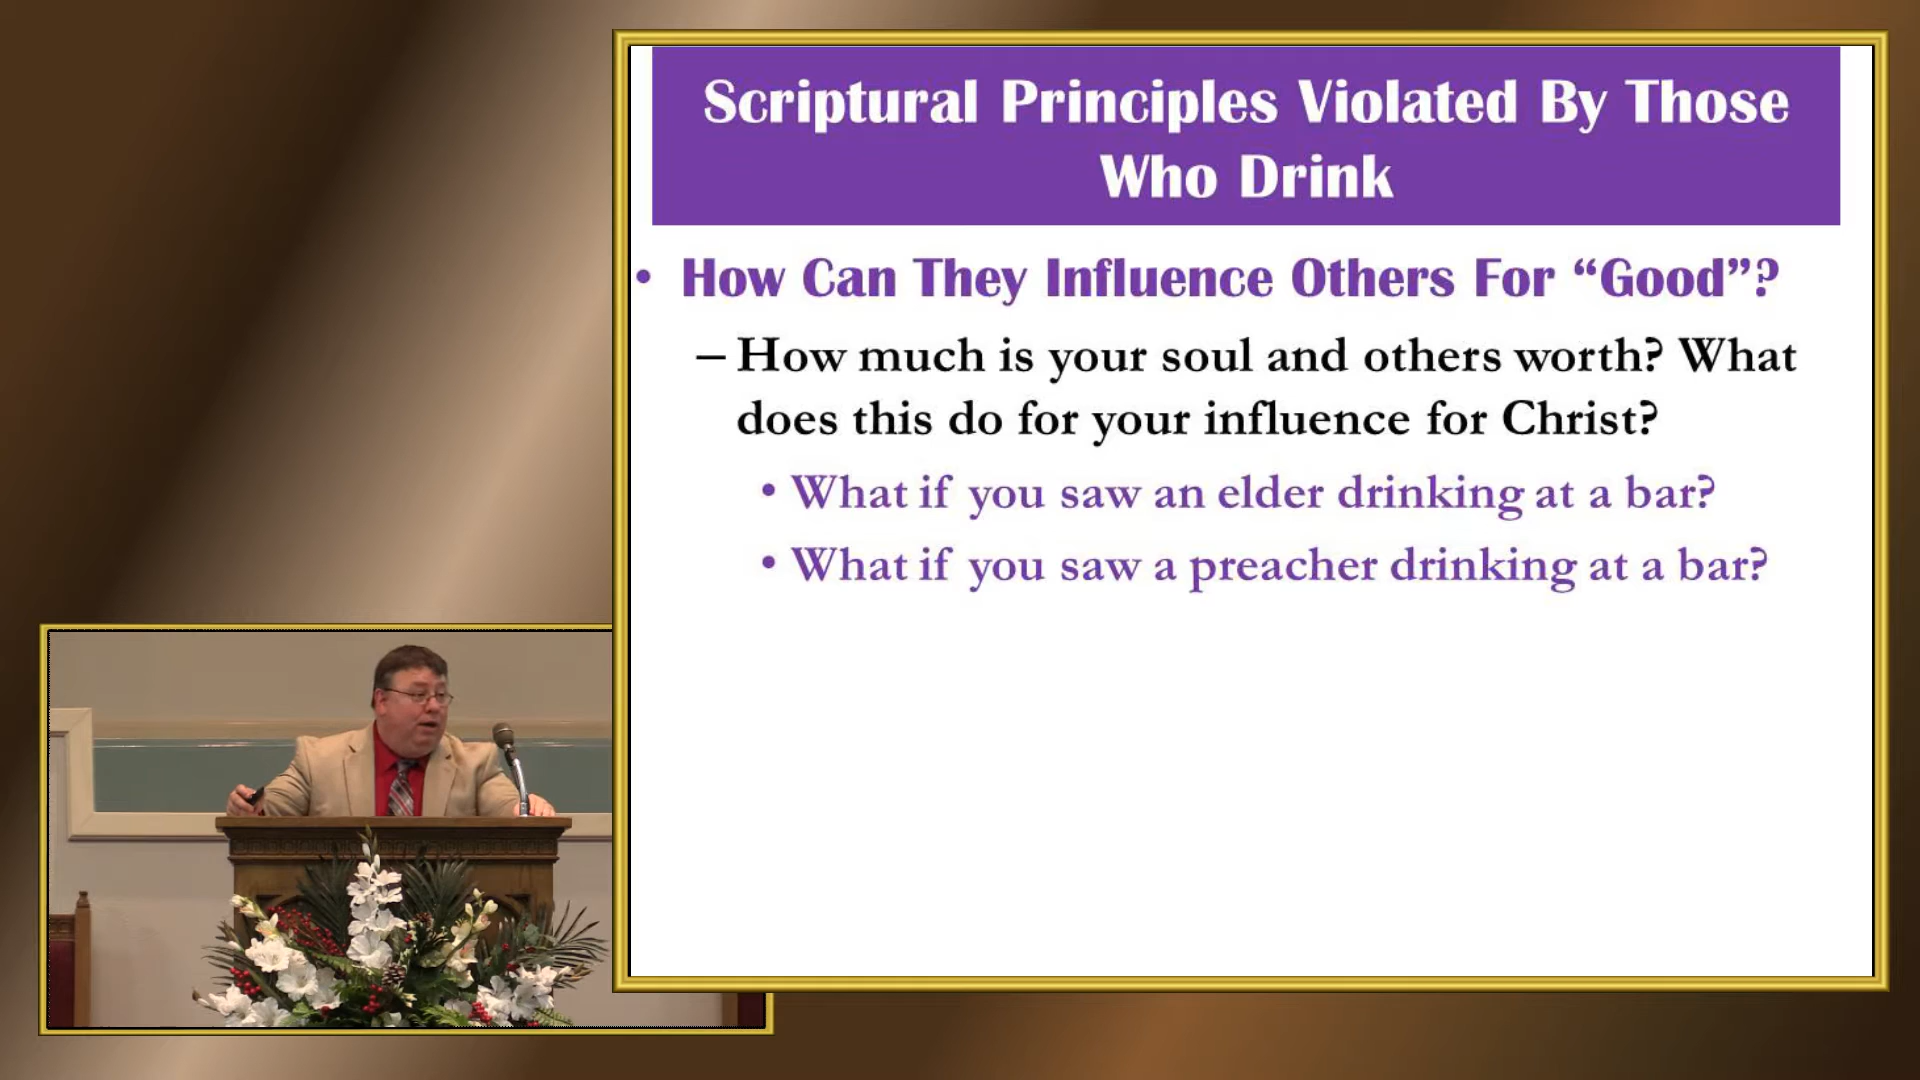 Scriptural Principles Violated By Those
Who Drink
• How Can They Influence Others For “Good”?
– How much is your soul and others worth? What
does this do for your influence for Christ?
• What if you saw an elder drinking at a bar?
• What if you saw a preacher drinking at a bar?